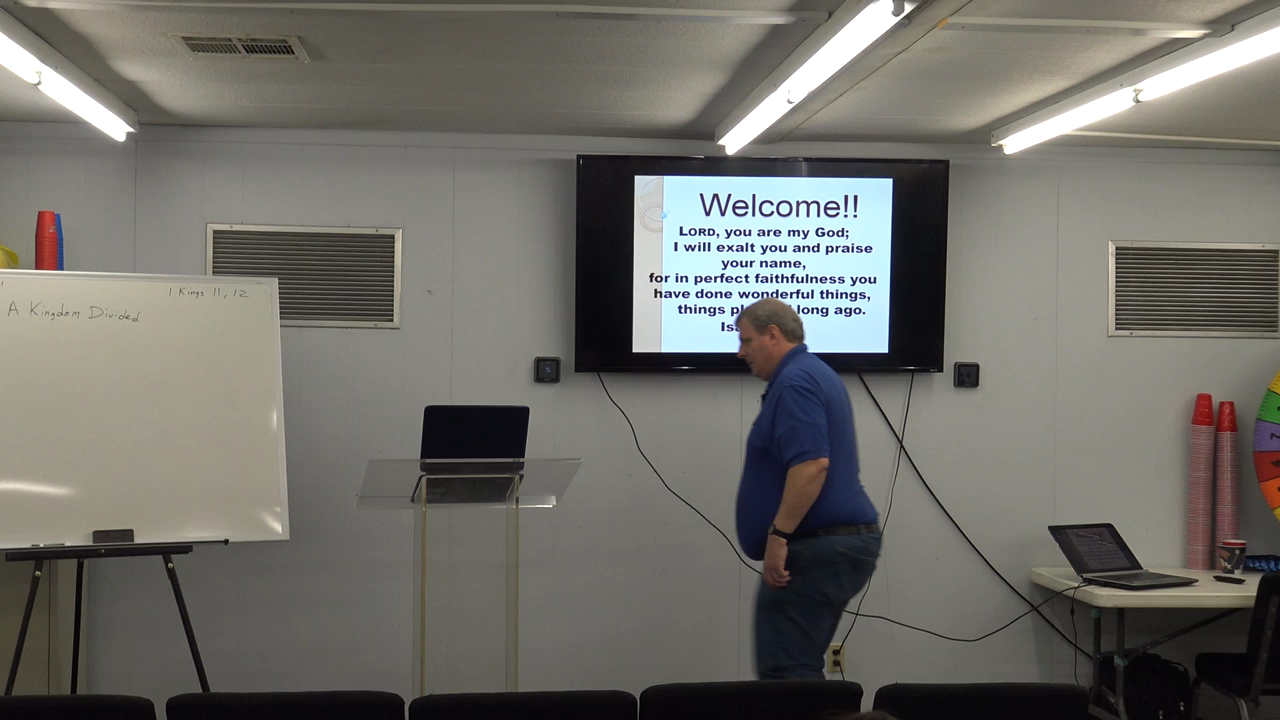 1 Kings 11, 12
A Kingdom Divided
Welcome!!
LORD, you are my God;
I will exalt you and praise
your name,
for in perfect faithfulness you
have done wonderful things,
things long ago.